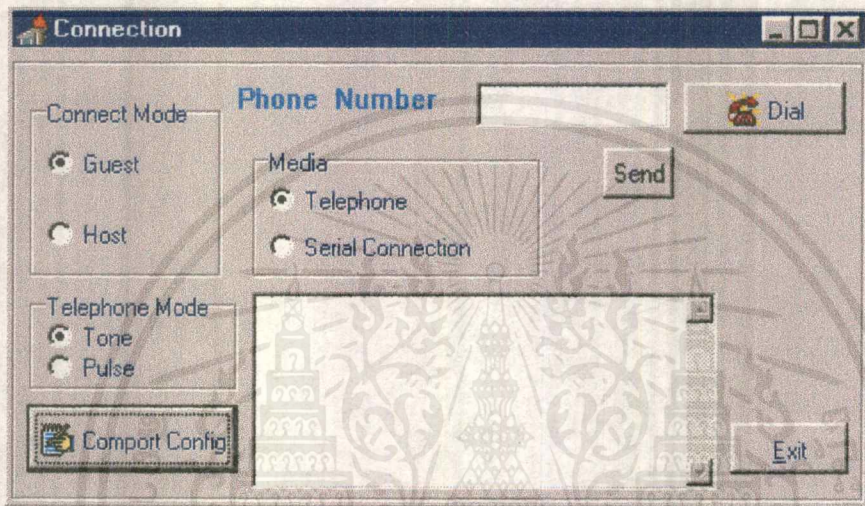 Connection
Phone Number
Dial
Connect Mode
Guest
Host
Media
Telephone
Serial Connection
Send
Telephone Mode
Tone
Pulse
Comport Config
Exit